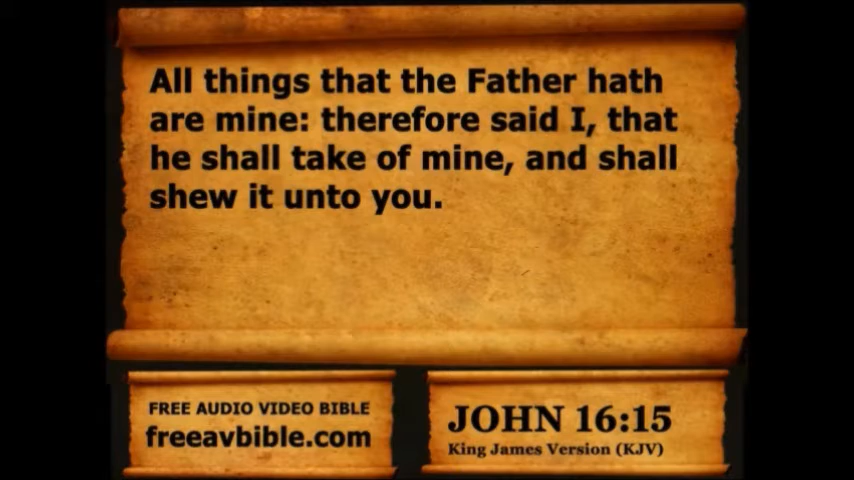 All things that the Father hath
are mine: therefore said I, that
he shall take of mine, and shall
shew it unto you.
FREE AUDIO VIDEO BIBLE
freeavbible.com
JOHN 16:15
King James Version (KJV)